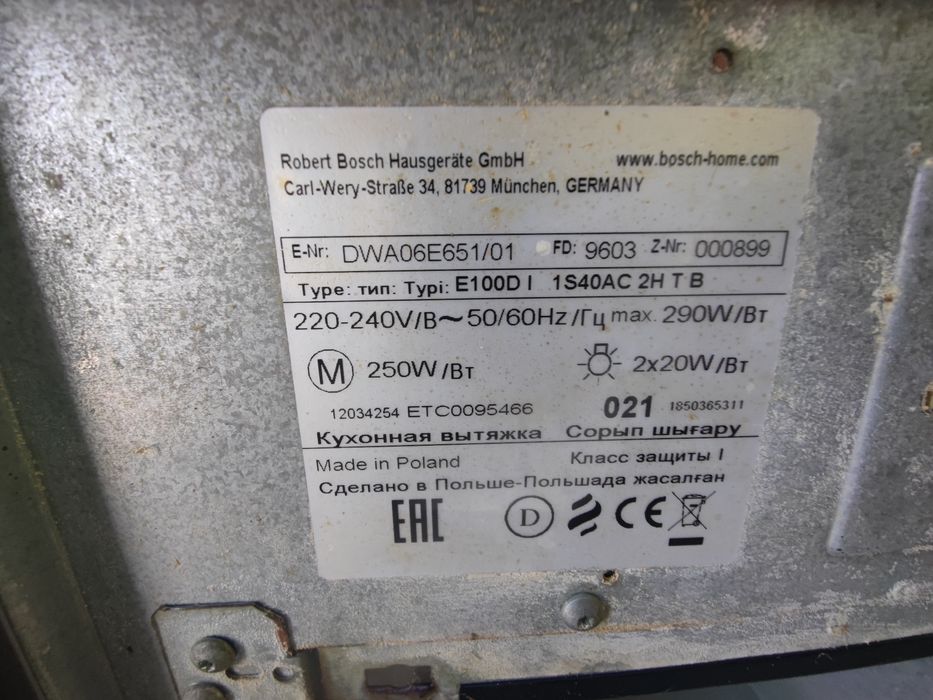 Robert Bosch Hausgeräte GmbH www.bosch-home.com
Carl-Wery-Straße 34, 81739 München, GERMANY
E-Nr: DWA06E651/01 FD: 9603 Z-Nr: 000899
Type: тип: Typi: E100D I 1S40AC 2H T B
220-240V/В~50/60Hz/Гц max. 290W/Вт
M 250W/Вт 2x20W/Вт
12034254 ETC0095466 021 1850365311
Кухонная вытяжка Сорып шығару
Made in Poland Класс защиты I
Сделано в Польше-Польшада жасалған
EAC D CE